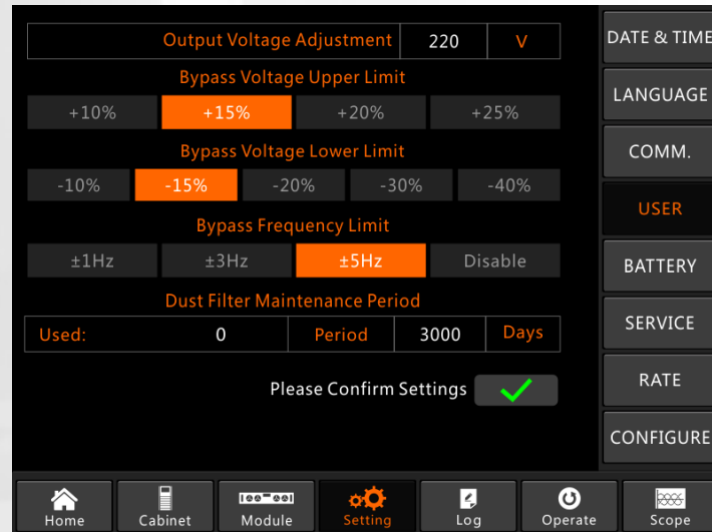 Output Voltage Adjustment 220 V
Bypass Voltage Upper Limit
+10% +15% +20% +25%
Bypass Voltage Lower Limit
-10% -15% -20% -30% -40%
Bypass Frequency Limit
±1Hz ±3Hz ±5Hz Disable
Dust Filter Maintenance Period
Used: 0 Period 3000 Days
Please Confirm Settings
DATE & TIME
LANGUAGE
COMM.
USER
BATTERY
SERVICE
RATE
CONFIGURE
Home Cabinet Module Setting Log Operate Scope